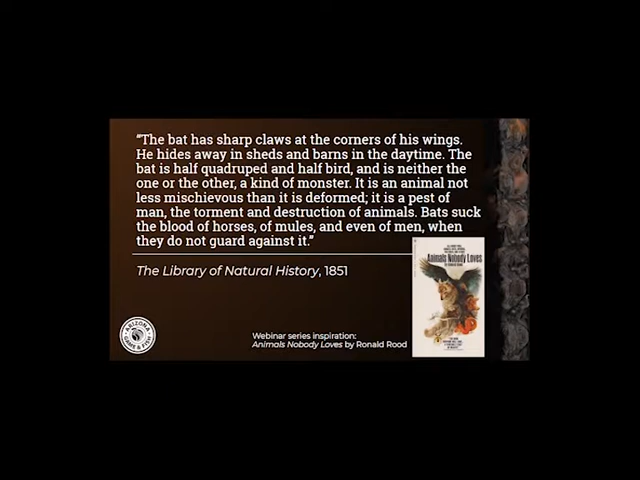 “The bat has sharp claws at the corners of his wings.
He hides away in sheds and barns in the daytime. The
bat is half quadruped and half bird, and is neither the
one or the other, a kind of monster. It is an animal not
less mischievous than it is deformed; it is a pest of
man, the torment and destruction of animals. Bats suck
the blood of horses, of mules, and even of men, when
they do not guard against it.”
The Library of Natural History, 1851
Animals Nobody Loves
ARIZONA
GAME & FISH
Webinar series inspiration:
Animals Nobody Loves by Ronald Rood